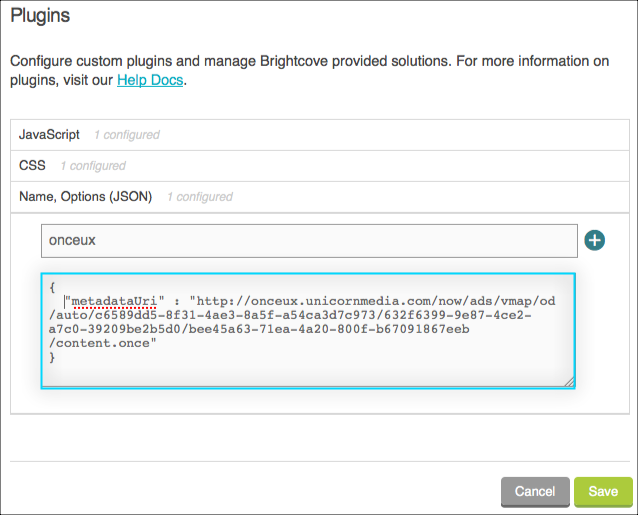 Plugins
Configure custom plugins and manage Brightcove provided solutions. For more information on
plugins, visit our Help Docs.
JavaScript 1 configured
CSS 1 configured
Name, Options (JSON) 1 configured
onceux
{
"metadataUri" : "http://onceux.unicornmedia.com/now/ads/vmap/od
/auto/c6589dd5-8f31-4ae3-8a5f-a54ca3d7c973/632f6399-9e87-4ce2-
a7c0-39209be2b5d0/bee45a63-71ea-4a20-800f-b67091867eeb
/content.once"
}
Cancel Save